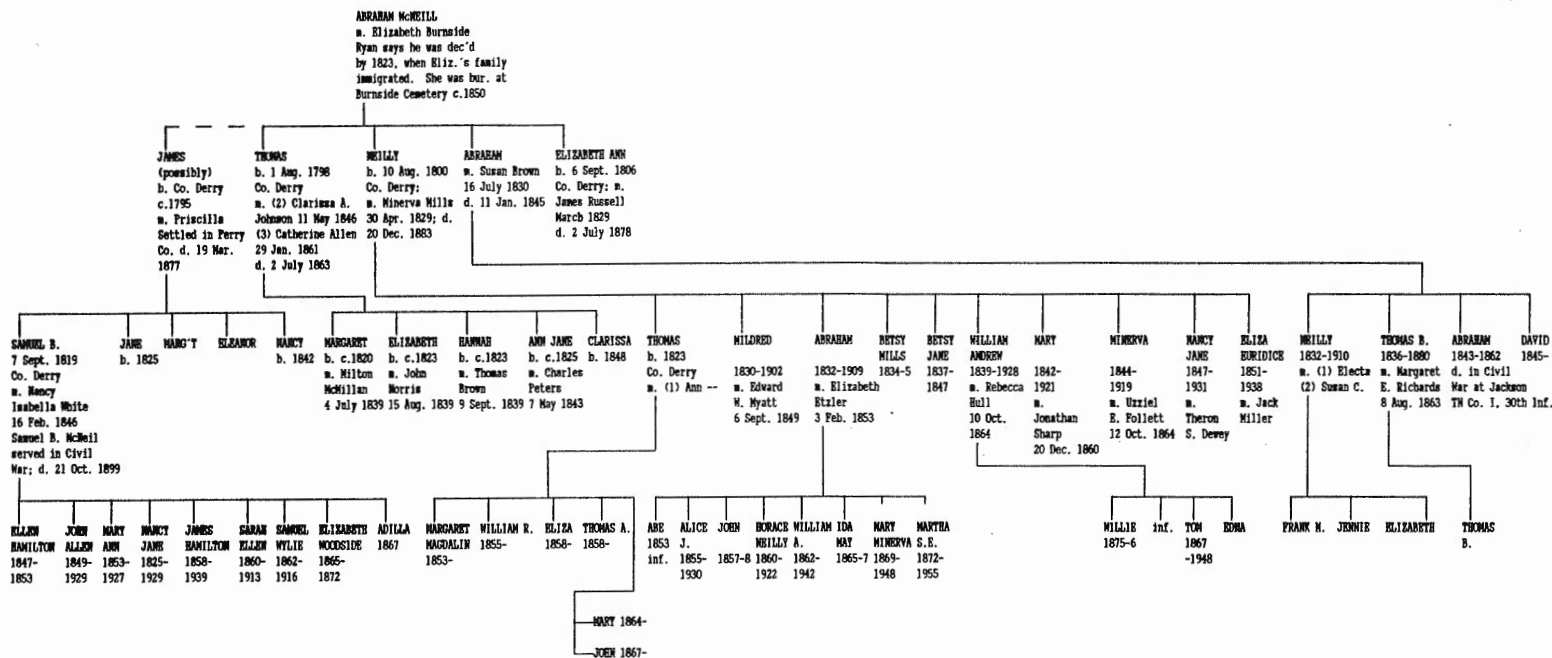 ABRAHAM McNEILL
m. Elizabeth Burnside
Ryan says he was dec'd
by 1823, when Eliz.'s family
immigrated. She was bur. at
Burnside Cemetery c.1850
JAMES
(possibly)
b. Co. Derry
c.1795
m. Priscilla
Settled in Perry
Co. d. 19 Mar.
1877
THOMAS
b. 1 Aug. 1798
Co. Derry
m. (2) Clarissa A.
Johnson 11 May 1846
(3) Catherine Allen
29 Jan. 1861
d. 2 July 1863
NEILLY
b. 10 Aug. 1800
Co. Derry;
m. Minerva Mills
30 Apr. 1829; d.
20 Dec. 1883
ABRAHAM
m. Susan Brown
16 July 1830
d. 11 Jan. 1845
ELIZABETH ANN
b. 6 Sept. 1806
Co. Derry; m.
James Russell
March 1829
d. 2 July 1878
SAMUEL B.
7 Sept. 1819
Co. Derry
m. Nancy
Isabella White
16 Feb. 1846
Samuel B. McNeil
served in Civil
War; d. 21 Oct. 1899
JANE
b. 1825
MARG'T
ELEANOR
NANCY
b. 1842
MARGARET
b. c.1820
m. Milton
McMillan
4 July 1839
ELIZABETH
b. c.1823
m. John
Morris
15 Aug. 1839
HANNAH
b. c.1823
m. Thomas
Brown
9 Sept. 1839
ANN JANE
b. c.1825
m. Charles
Peters
7 May 1843
CLARISSA
b. 1848
THOMAS
b. 1823
Co. Derry
m. (1) Ann --
MILDRED
1830-1902
m. Edward
W. Myatt
6 Sept. 1849
ABRAHAM
1832-1909
m. Elizabeth
Etzler
3 Feb. 1853
BETSY
MILLS
1834-5
BETSY
JANE
1837-
1847
WILLIAM
ANDREW
1839-1928
m. Rebecca
Hull
10 Oct.
1864
MARY
1842-
1921
m.
Jonathan
Sharp
20 Dec. 1860
MINERVA
1844-
1919
m. Uzziel
E. Follett
12 Oct. 1864
NANCY
JANE
1847-
1931
m.
Theron
S. Dewey
ELIZA
EURIDICE
1851-
1938
m. Jack
Miller
NEILLY
1832-1910
m. (1) Electa
(2) Susan C.
THOMAS B.
1836-1880
m. Margaret
E. Richards
8 Aug. 1863
ABRAHAM
1843-1862
d. in Civil
War at Jackson
TN Co. I, 30th Inf.
DAVID
1845-
ELLEN
HAMILTON
1847-
1853
JOHN
ALLEN
1849-
1929
MARY
ANN
1853-
1927
NANCY
JANE
1825-
1929
JAMES
HAMILTON
1858-
1939
SARAH
ELLEN
1860-
1913
SAMUEL
WYLIE
1862-
1916
ELIZABETH
WOODSIDE
1865-
1872
ADILLA
1867
MARGARET
MAGDALIN
1853-
WILLIAM R.
1855-
ELIZA
1858-
THOMAS A.
1858-
MARY 1864-
JOHN 1867-
ABE
1853
inf.
ALICE
J.
1855-
1930
JOHN
1857-8
HORACE
NEILLY
1860-
1922
WILLIAM
A.
1862-
1942
IDA
MAY
1865-7
MARY
MINERVA
1869-
1948
MARTHA
S.E.
1872-
1955
WILLIE
1875-6
inf.
TOM
1867
-1948
EDNA
FRANK M.
JENNIE
ELIZABETH
THOMAS
B.